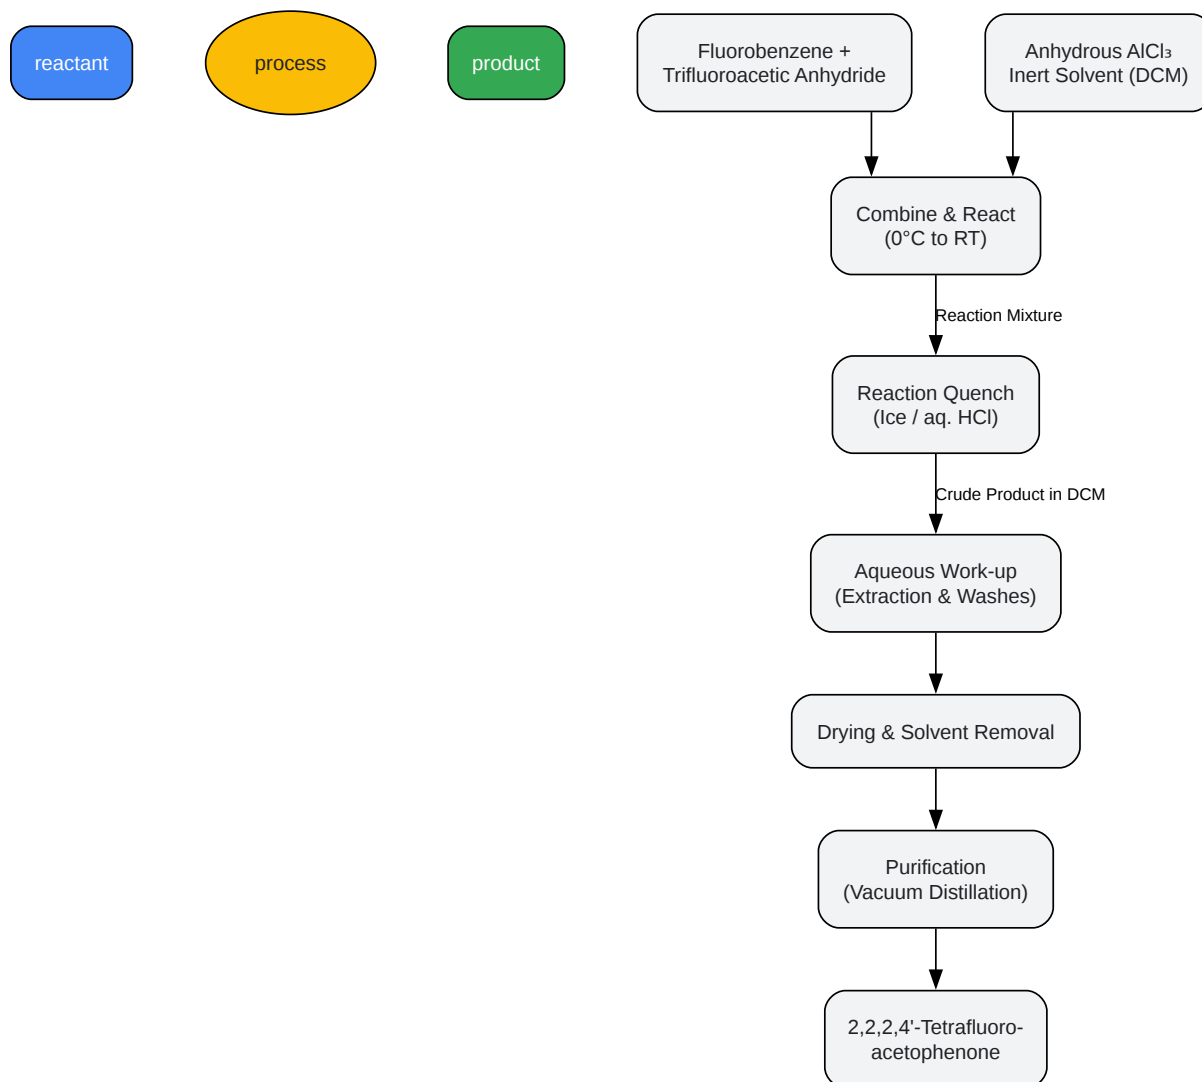 reactant
process
product
Fluorobenzene +
Trifluoroacetic Anhydride
Anhydrous AlCl₃
Inert Solvent (DCM)
Combine & React
(0°C to RT)
Reaction Mixture
Reaction Quench
(Ice / aq. HCl)
Crude Product in DCM
Aqueous Work-up
(Extraction & Washes)
Drying & Solvent Removal
Purification
(Vacuum Distillation)
2,2,2,4'-Tetrafluoro-
acetophenone